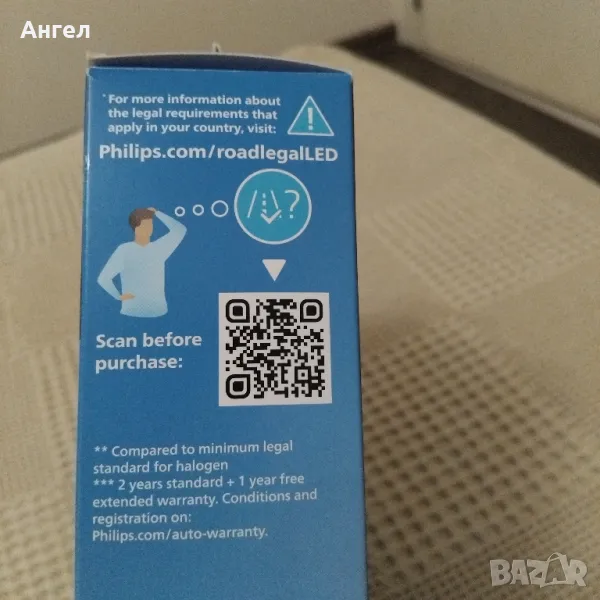 Ангел
*For more information about
the legal requirements that
apply in your country, visit:
Philips.com/roadlegalLED
?
Scan before
purchase:
** Compared to minimum legal
standard for halogen
*** 2 years standard + 1 year free
extended warranty. Conditions and
registration on:
Philips.com/auto-warranty.
BAZAR